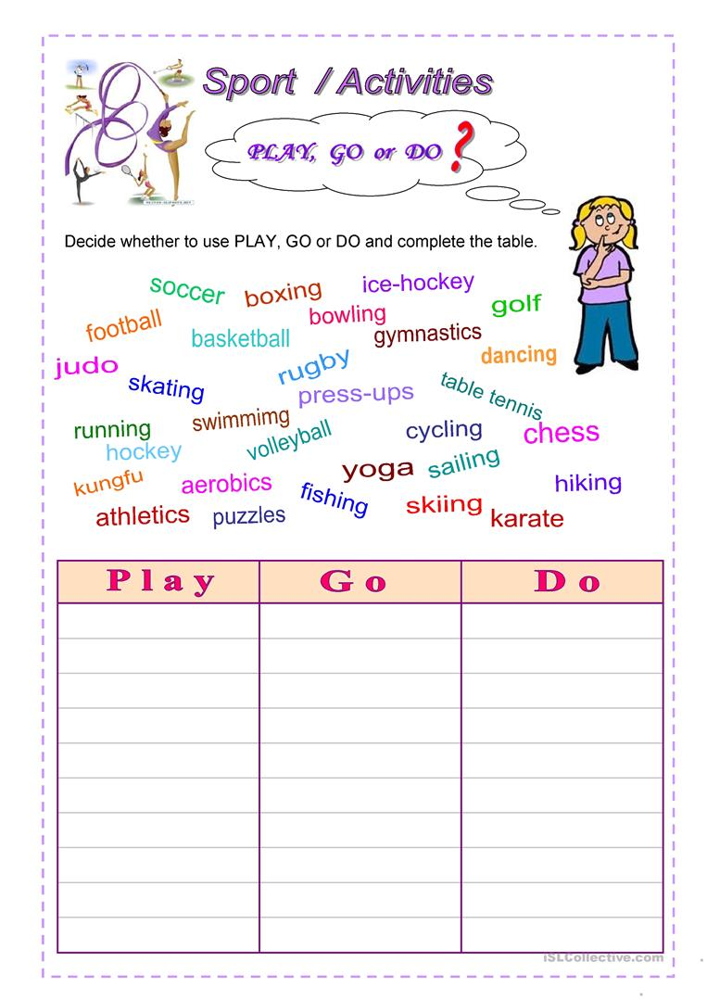 Sport / Activities
PLAY, GO or DO ?
Decide whether to use PLAY, GO or DO and complete the table.
soccer boxing ice-hockey
golf
football bowling
basketball gymnastics
judo rugby dancing
skating press-ups table tennis
running swimmimg volleyball cycling chess
hockey
kungfu aerobics yoga sailing hiking
athletics puzzles fishing skiing karate
Play Go Do
iSLCollective.com